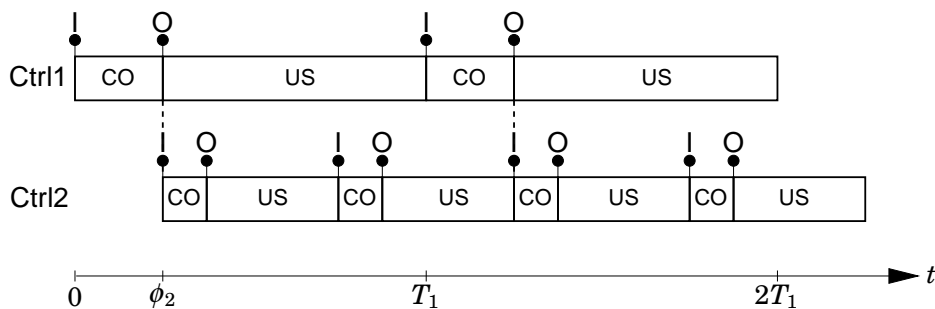 I O I O
Ctrl1 CO US CO US
I O I O I O I O
Ctrl2 CO US CO US CO US CO US
0 ϕ₂ T₁ 2T₁ t